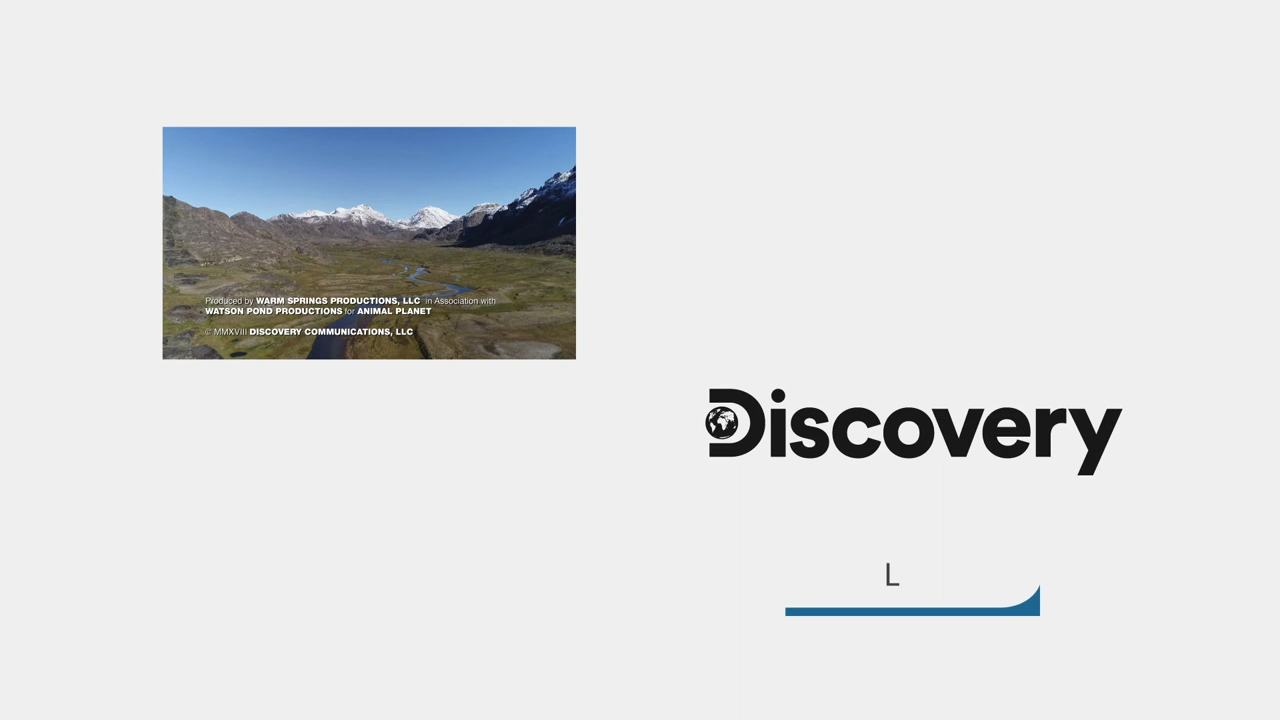 Produced by WARM SPRINGS PRODUCTIONS, LLC in Association with
WATSON POND PRODUCTIONS for ANIMAL PLANET
© MMXVIII DISCOVERY COMMUNICATIONS, LLC
Discovery
L